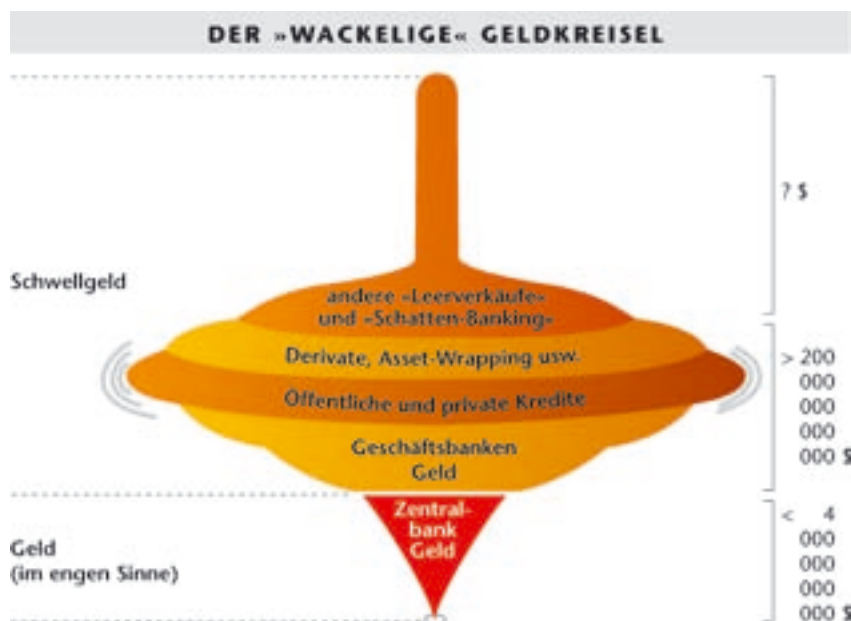 DER »WACKELIGE« GELDKREISEL
? $
Schwellgeld
andere «Leerverkäufe»
und «Schatten-Banking»
Derivate, Asset-Wrapping usw.
Öffentliche und private Kredite
Geschäftsbanken
Geld
> 200
000
000
000
000 $
Zentral-
bank
Geld
Geld
(im engen Sinne)
< 4
000
000
000
000 $